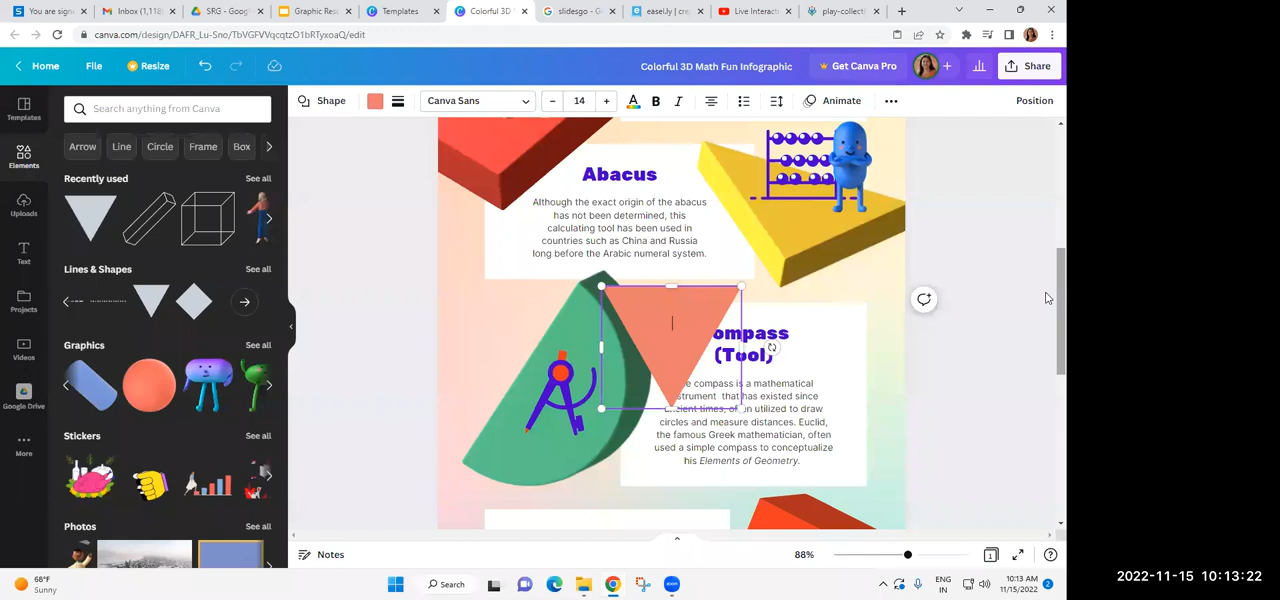 You are sign
Inbox (1,118)
SRG - Goog
Graphic Res
Templates
Colorful 3D
slidesgo - G
easel.ly | cre
Live Interact
play-collecti
canva.com/design/DAFR_Lu-Sno/TbVGFVVqcqtzO1bRTyxoaQ/edit
Home
File
Resize
Colorful 3D Math Fun Infographic
Get Canva Pro
Share
Templates
Elements
Uploads
Text
Projects
Videos
Google Drive
More
Search anything from Canva
Arrow
Line
Circle
Frame
Box
Recently used
See all
Lines & Shapes
See all
Graphics
See all
Stickers
See all
Photos
See all
Shape
Canva Sans
14
A
B
I
Animate
Position
Abacus
Although the exact origin of the abacus
has not been determined, this
calculating tool has been used in
countries such as China and Russia
long before the Arabic numeral system.
ompass
(Tool)
e compass is a mathematical
strument that has existed since
ancient times, often utilized to draw
circles and measure distances. Euclid,
the famous Greek mathematician, often
used a simple compass to conceptualize
his Elements of Geometry.
Notes
88%
1
68°F
Sunny
Search
ENG
IN
10:13 AM
11/15/2022
2
2022-11-15 10:13:22